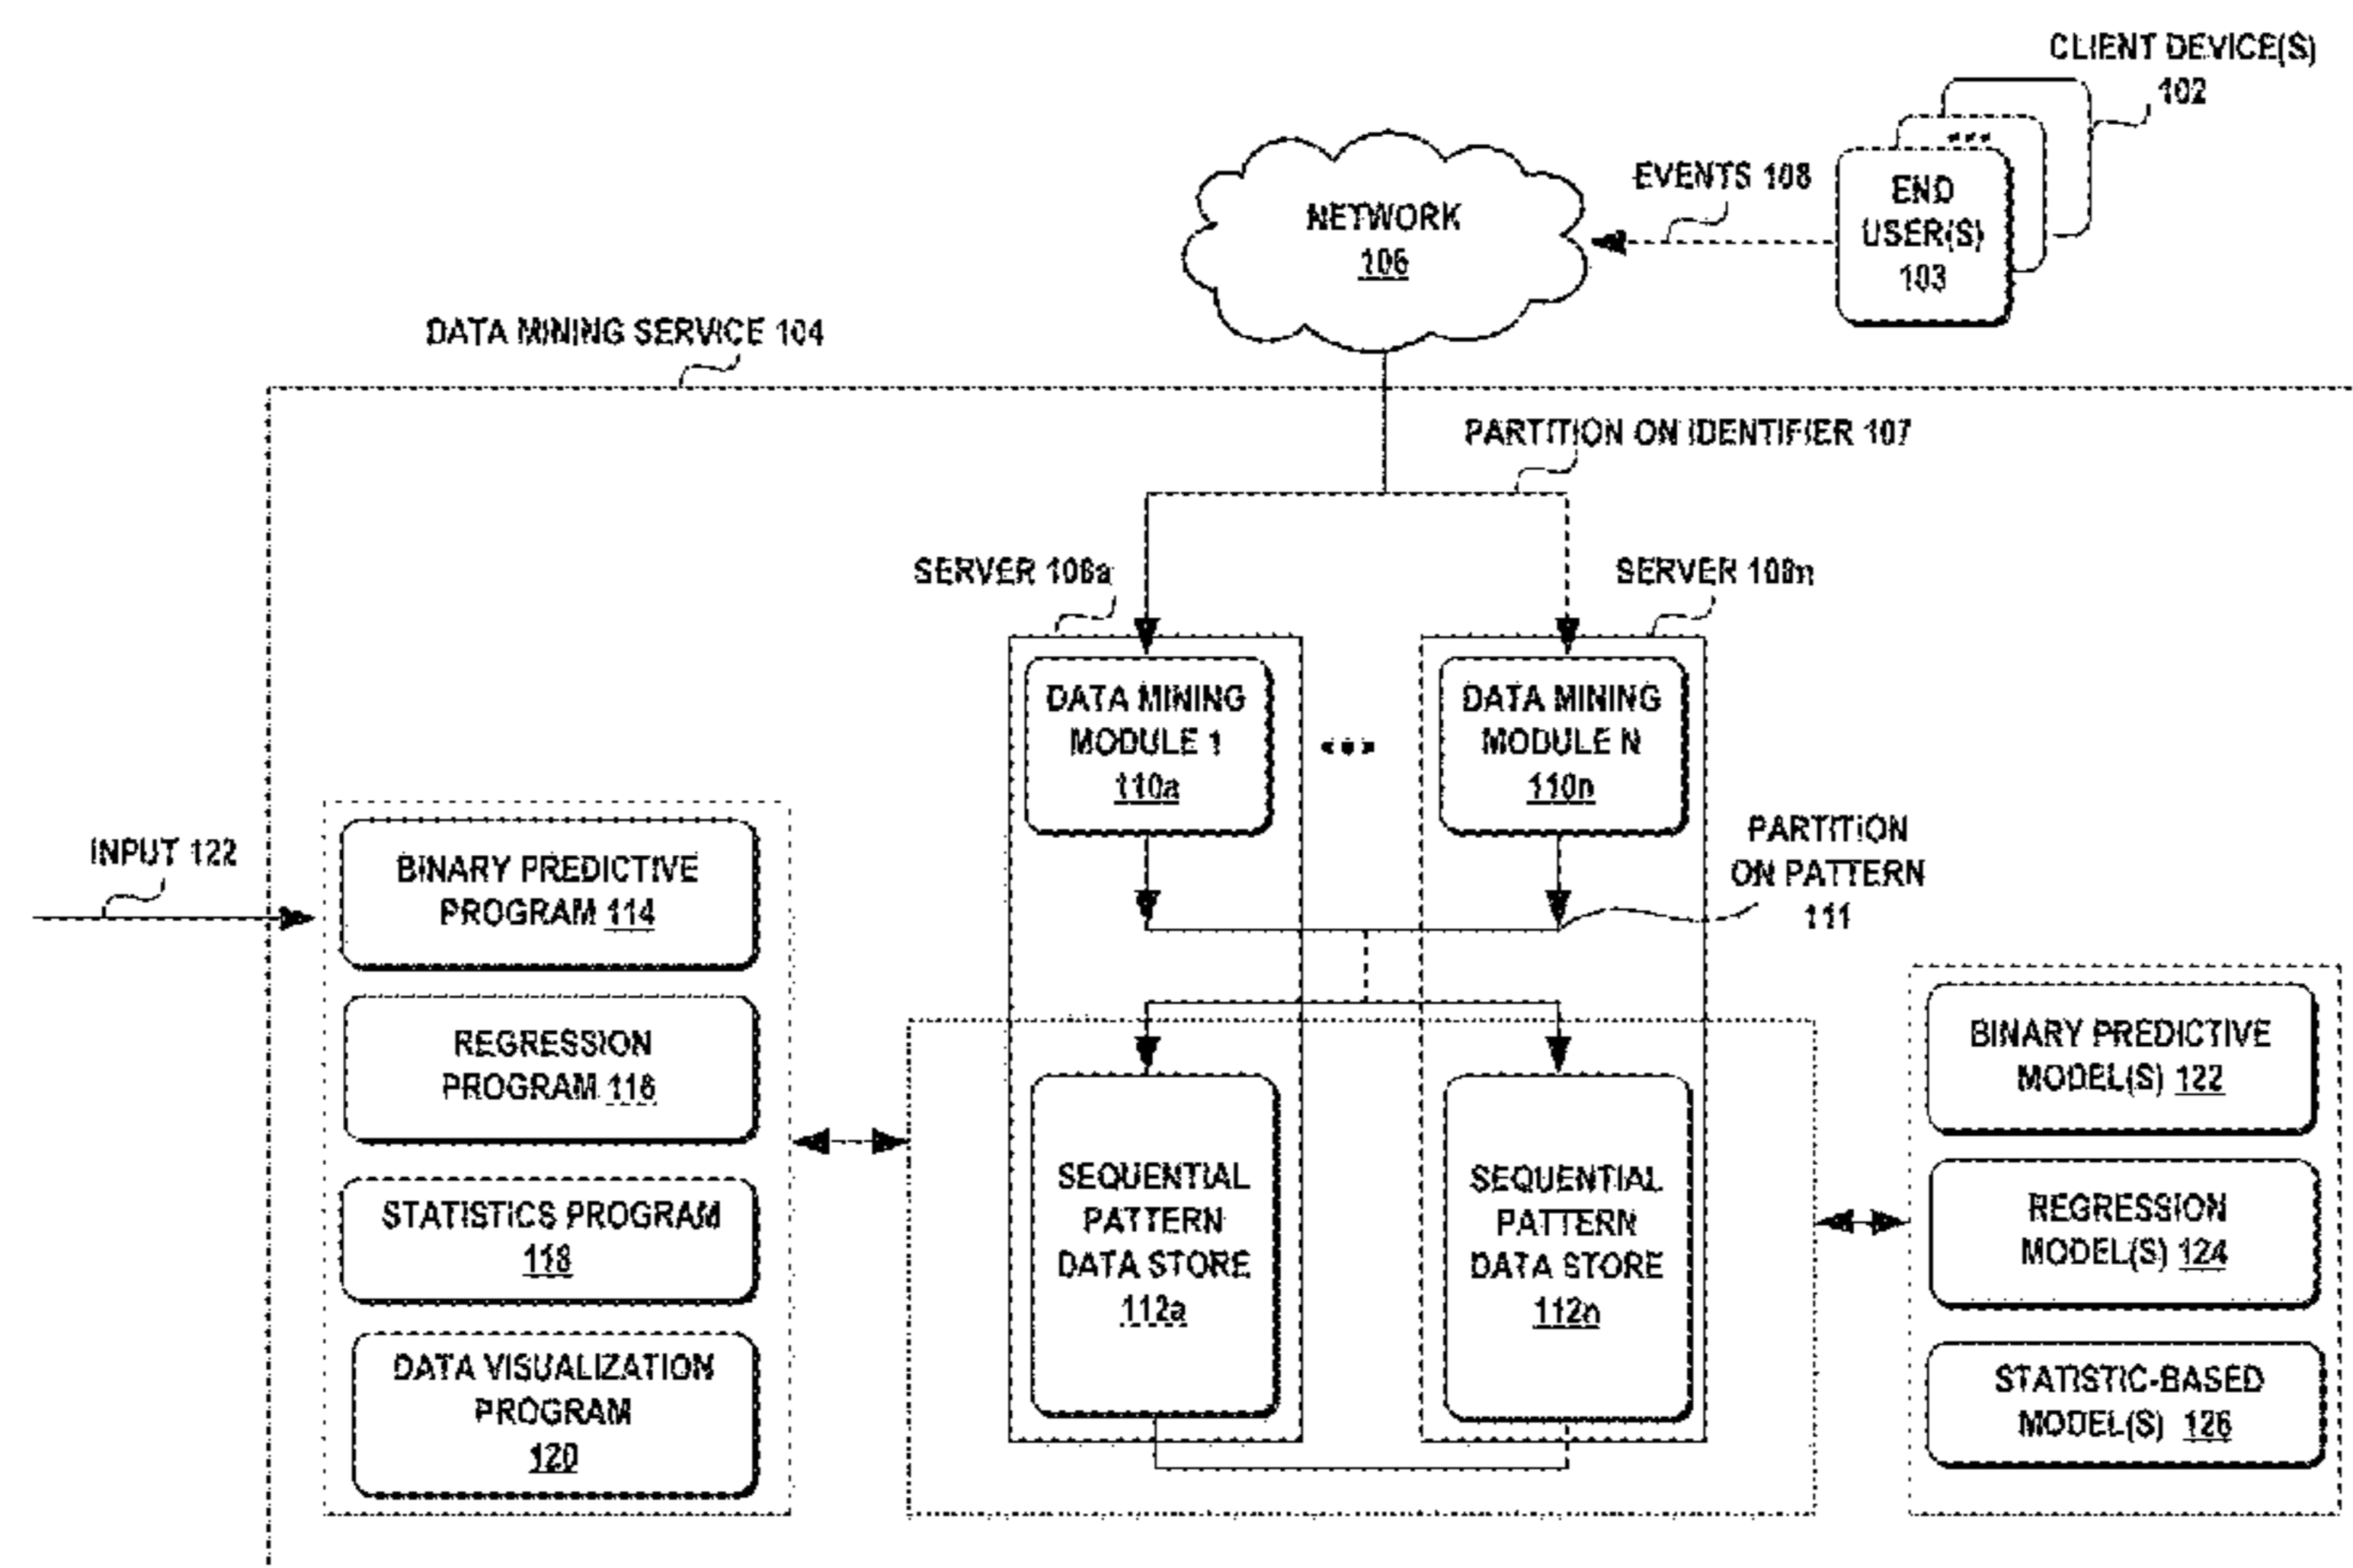 CLIENT DEVICE(S)
102
EVENTS 108
END
USER(S)
103
NETWORK
106
DATA MINING SERVICE 104
PARTITION ON IDENTIFIER 107
SERVER 108a
SERVER 108n
DATA MINING
MODULE 1
110a
DATA MINING
MODULE N
110n
PARTITION
ON PATTERN
111
INPUT 122
BINARY PREDICTIVE
PROGRAM 114
REGRESSION
PROGRAM 116
STATISTICS PROGRAM
118
DATA VISUALIZATION
PROGRAM
120
SEQUENTIAL
PATTERN
DATA STORE
112a
SEQUENTIAL
PATTERN
DATA STORE
112n
BINARY PREDICTIVE
MODEL(S) 122
REGRESSION
MODEL(S) 124
STATISTIC-BASED
MODEL(S) 126